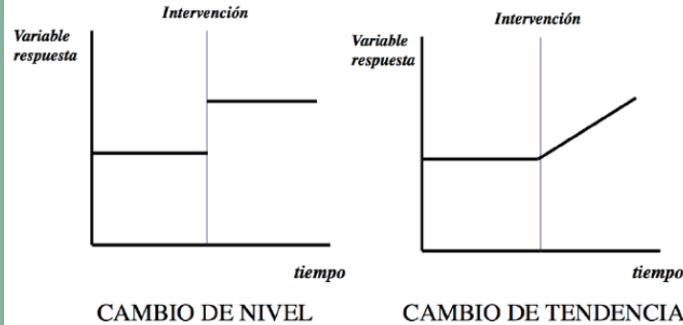 Intervención
Variable
respuesta
tiempo
CAMBIO DE NIVEL
Intervención
Variable
respuesta
tiempo
CAMBIO DE TENDENCIA